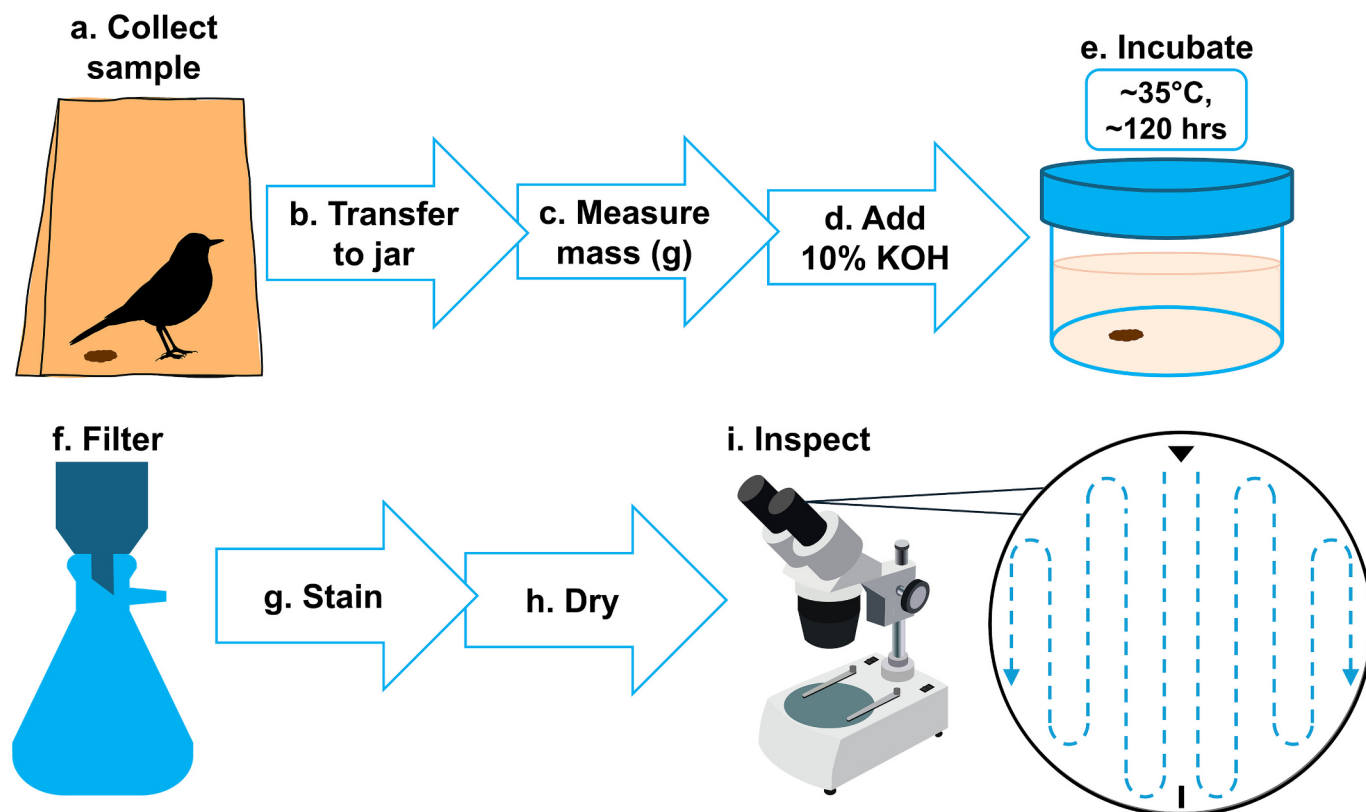 a. Collect
sample
b. Transfer
to jar
c. Measure
mass (g)
d. Add
10% KOH
e. Incubate
~35°C,
~120 hrs
f. Filter
g. Stain
h. Dry
i. Inspect